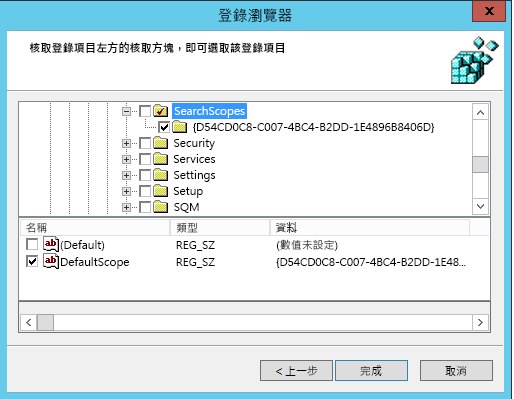 登錄瀏覽器
x
核取登錄項目左方的核取方塊，即可選取該登錄項目
SearchScopes
{D54CD0C8-C007-4BC4-B2DD-1E4896B8406D}
Security
Services
Settings
Setup
SQM
名稱 類型 資料
ab (Default) REG_SZ (數值未設定)
ab DefaultScope REG_SZ {D54CD0C8-C007-4BC4-B2DD-1E48...
<上一步 完成 取消